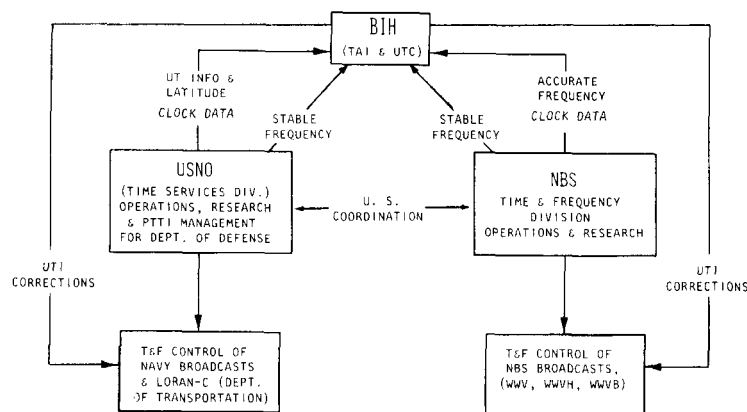 BIH
(TAI & UTC)
UT INFO &
LATITUDE
CLOCK DATA
STABLE
FREQUENCY
STABLE
FREQUENCY
ACCURATE
FREQUENCY
CLOCK DATA
USNO
(TIME SERVICES DIV.)
OPERATIONS, RESEARCH
& PTTI MANAGEMENT
FOR DEPT. OF DEFENSE
U. S.
COORDINATION
NBS
TIME & FREQUENCY
DIVISION
OPERATIONS & RESEARCH
UTI
CORRECTIONS
UTI
CORRECTIONS
T&F CONTROL OF
NAVY BROADCASTS
& LORAN-C (DEPT.
OF TRANSPORTATION)
T&F CONTROL OF
NBS BROADCASTS,
(WWV, WWVH, WWVB)